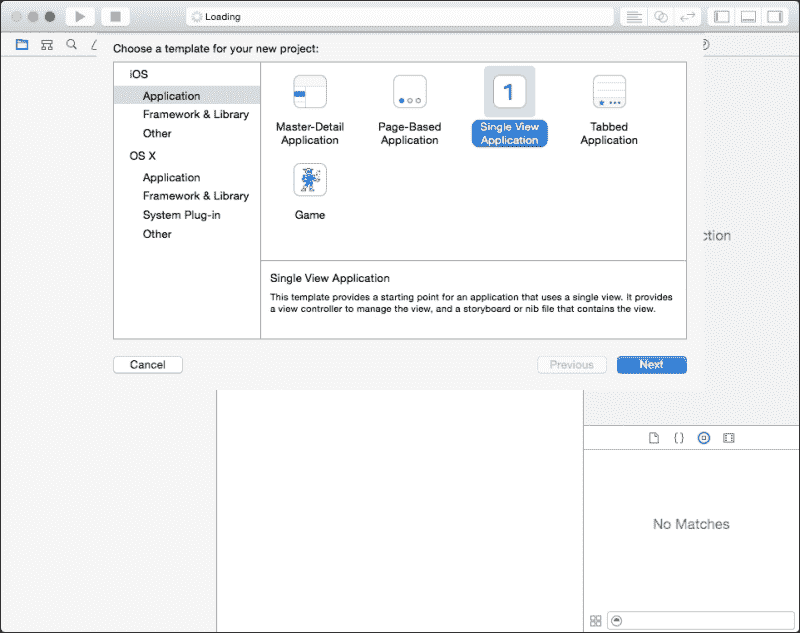 Loading
Choose a template for your new project:
iOS
Application
Framework & Library
Other
OS X
Application
Framework & Library
System Plug-in
Other
Master-Detail
Application
Page-Based
Application
1
Single View
Application
Tabbed
Application
Game
Single View Application
This template provides a starting point for an application that uses a single view. It provides
a view controller to manage the view, and a storyboard or nib file that contains the view.
Cancel
Previous
Next
ction
{ }
No Matches